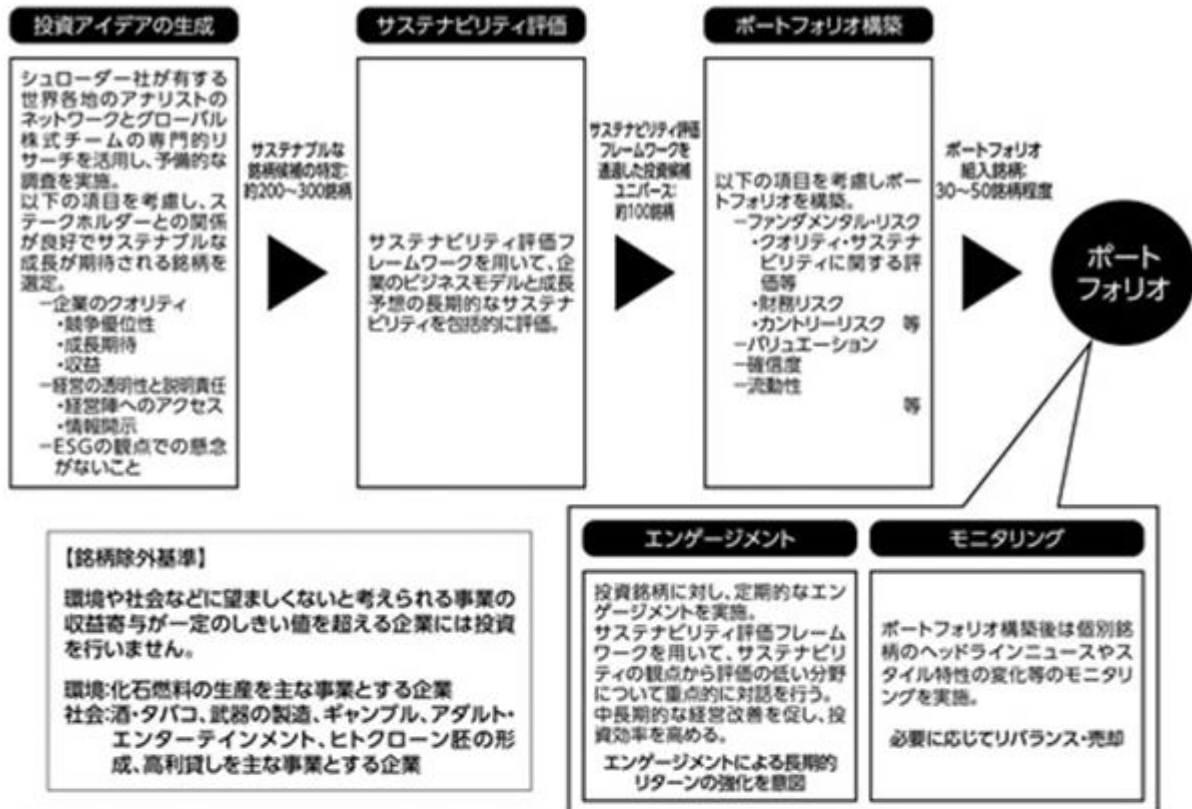 投資アイデアの生成
シュローダー社が有する
世界各地のアナリストの
ネットワークとグローバル
株式チームの専門的リ
サーチを活用し、予備的な
調査を実施。
以下の項目を考慮し、ス
テークホルダーとの関係
が良好でサステナブルな
成長が期待される銘柄を
選定。
－企業のクオリティ
・競争優位性
・成長期待
・収益
－経営の透明性と説明責任
・経営陣へのアクセス
・情報開示
－ESGの観点での懸念
がないこと
サステナブルな
銘柄候補の特定:
約200～300銘柄
サステナビリティ評価
サステナビリティ評価フ
レームワークを用いて、企
業のビジネスモデルと成長
予想の長期的なサステナ
ビリティを包括的に評価。
サステナビリティ評価
フレームワークを
通過した投資候補
ユニバース:
約100銘柄
ポートフォリオ構築
以下の項目を考慮しポー
トフォリオを構築。
－ファンダメンタル・リスク
・クオリティ・サステナ
ビリティに関する評
価等
・財務リスク
・カントリーリスク 等
－バリュエーション
－確信度
－流動性
等
ポートフォリオ
組入銘柄:
30～50銘柄程度
ポート
フォリオ
【銘柄除外基準】
環境や社会などに望ましくないと考えられる事業の
収益寄与が一定のしきい値を超える企業には投資
を行いません。
環境:化石燃料の生産を主な事業とする企業
社会:酒・タバコ、武器の製造、ギャンブル、アダルト・
エンターテインメント、ヒトクローン胚の形
成、高利貸しを主な事業とする企業
エンゲージメント
投資銘柄に対し、定期的なエン
ゲージメントを実施。
サステナビリティ評価フレーム
ワークを用いて、サステナビリ
ティの観点から評価の低い分野
について重点的に対話を行う。
中長期的な経営改善を促し、投
資効率を高める。
エンゲージメントによる長期的
リターンの強化を意図
モニタリング
ポートフォリオ構築後は個別銘
柄のヘッドラインニュースやス
タイル特性の変化等のモニタ
リングを実施。
必要に応じてリバランス・売却